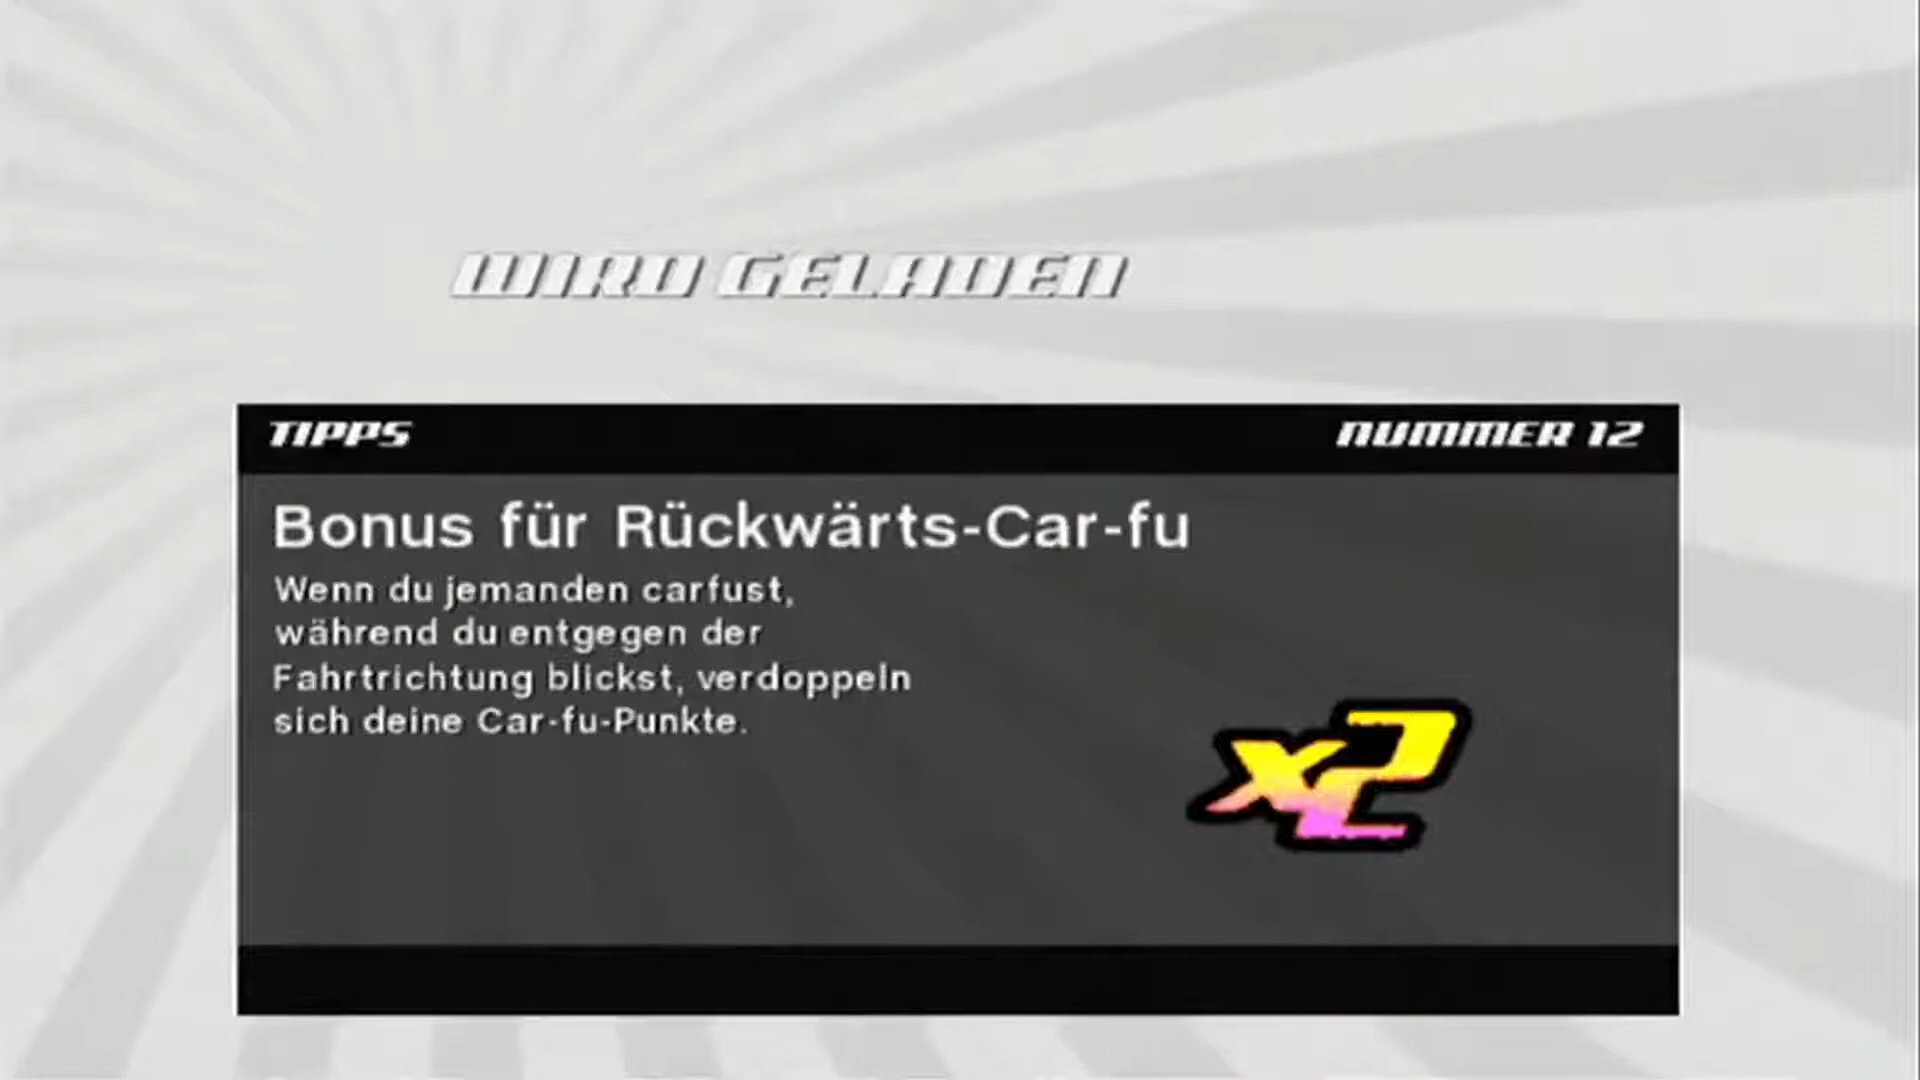 WIRD GELADEN
TIPPS
NUMMER 12
Bonus für Rückwärts-Car-fu
Wenn du jemanden carfust,
während du entgegen der
Fahrtrichtung blickst, verdoppeln
sich deine Car-fu-Punkte.
x2